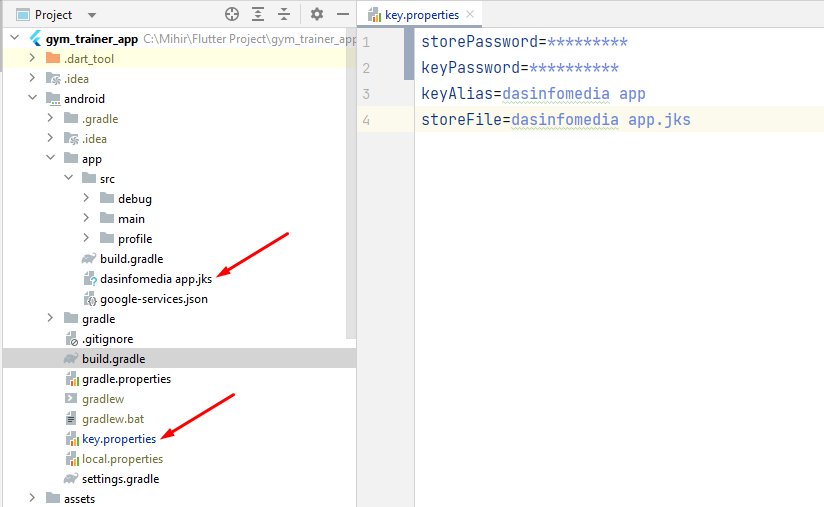 Project
gym_trainer_app C:\Mihir\Flutter Project\gym_trainer_app
.dart_tool
.idea
android
.gradle
.idea
app
src
debug
main
profile
build.gradle
dasinfomedia app.jks
google-services.json
gradle
.gitignore
build.gradle
gradle.properties
gradlew
gradlew.bat
key.properties
local.properties
settings.gradle
assets
key.properties
1 storePassword=*********
2 keyPassword=**********
3 keyAlias=dasinfomedia app
4 storeFile=dasinfomedia app.jks